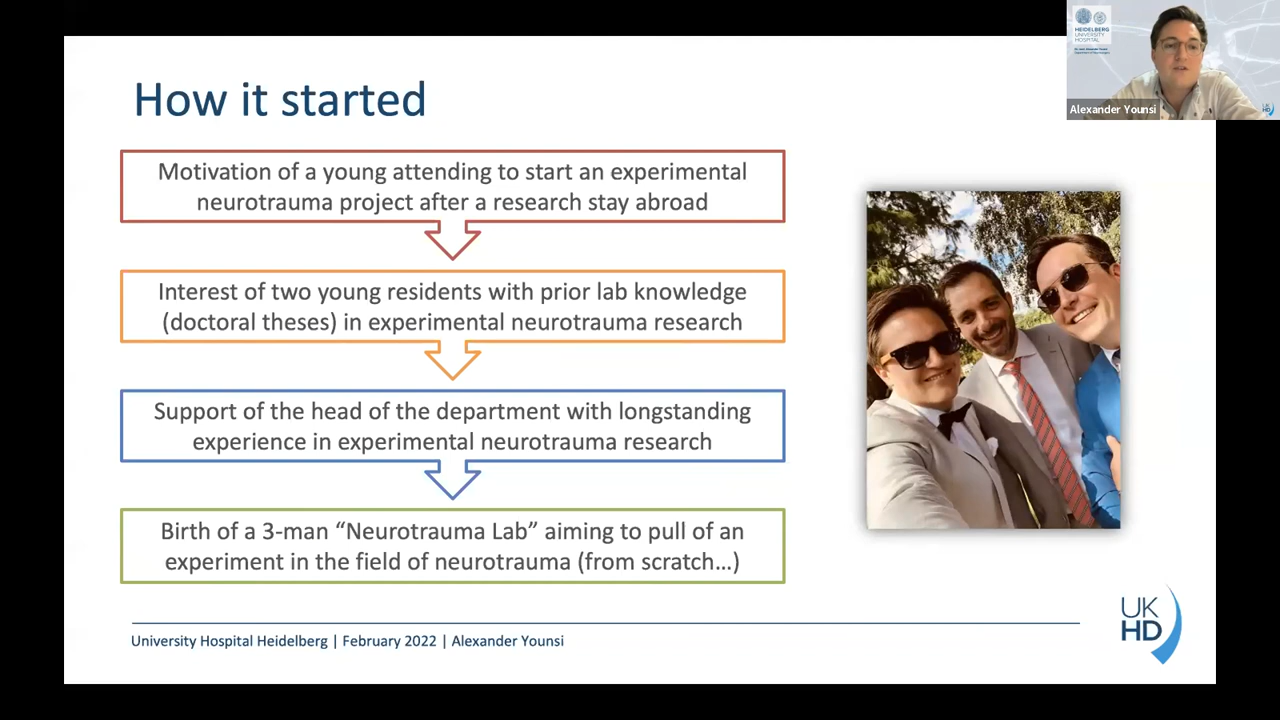 HEIDELBERG
UNIVERSITY
HOSPITAL
Alexander Younsi
How it started
Motivation of a young attending to start an experimental
neurotrauma project after a research stay abroad
Interest of two young residents with prior lab knowledge
(doctoral theses) in experimental neurotrauma research
Support of the head of the department with longstanding
experience in experimental neurotrauma research
Birth of a 3-man “Neurotrauma Lab” aiming to pull of an
experiment in the field of neurotrauma (from scratch…)
University Hospital Heidelberg | February 2022 | Alexander Younsi
UK
HD